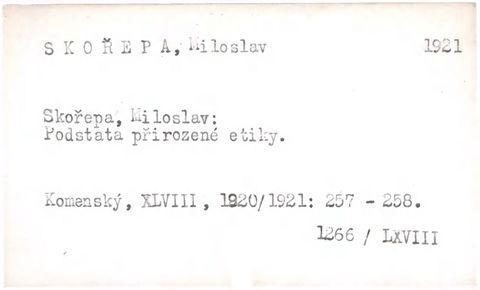 S K O Ř E P A, Miloslav 1921
Skořepa, Miloslav:
Podstata přirozené etiky.
Komenský, XLVIII, 1920/1921: 257 - 258.
1266 / LXVIII